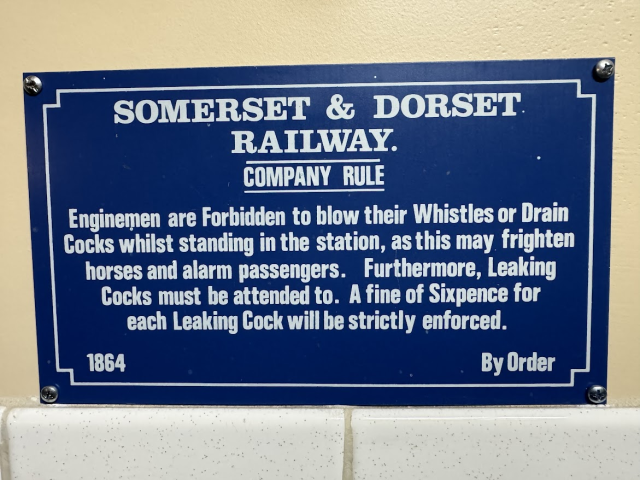 SOMERSET & DORSET
RAILWAY.
COMPANY RULE
Enginemen are Forbidden to blow their Whistles or Drain
Cocks whilst standing in the station, as this may frighten
horses and alarm passengers. Furthermore, Leaking
Cocks must be attended to. A fine of Sixpence for
each Leaking Cock will be strictly enforced.
1864 By Order